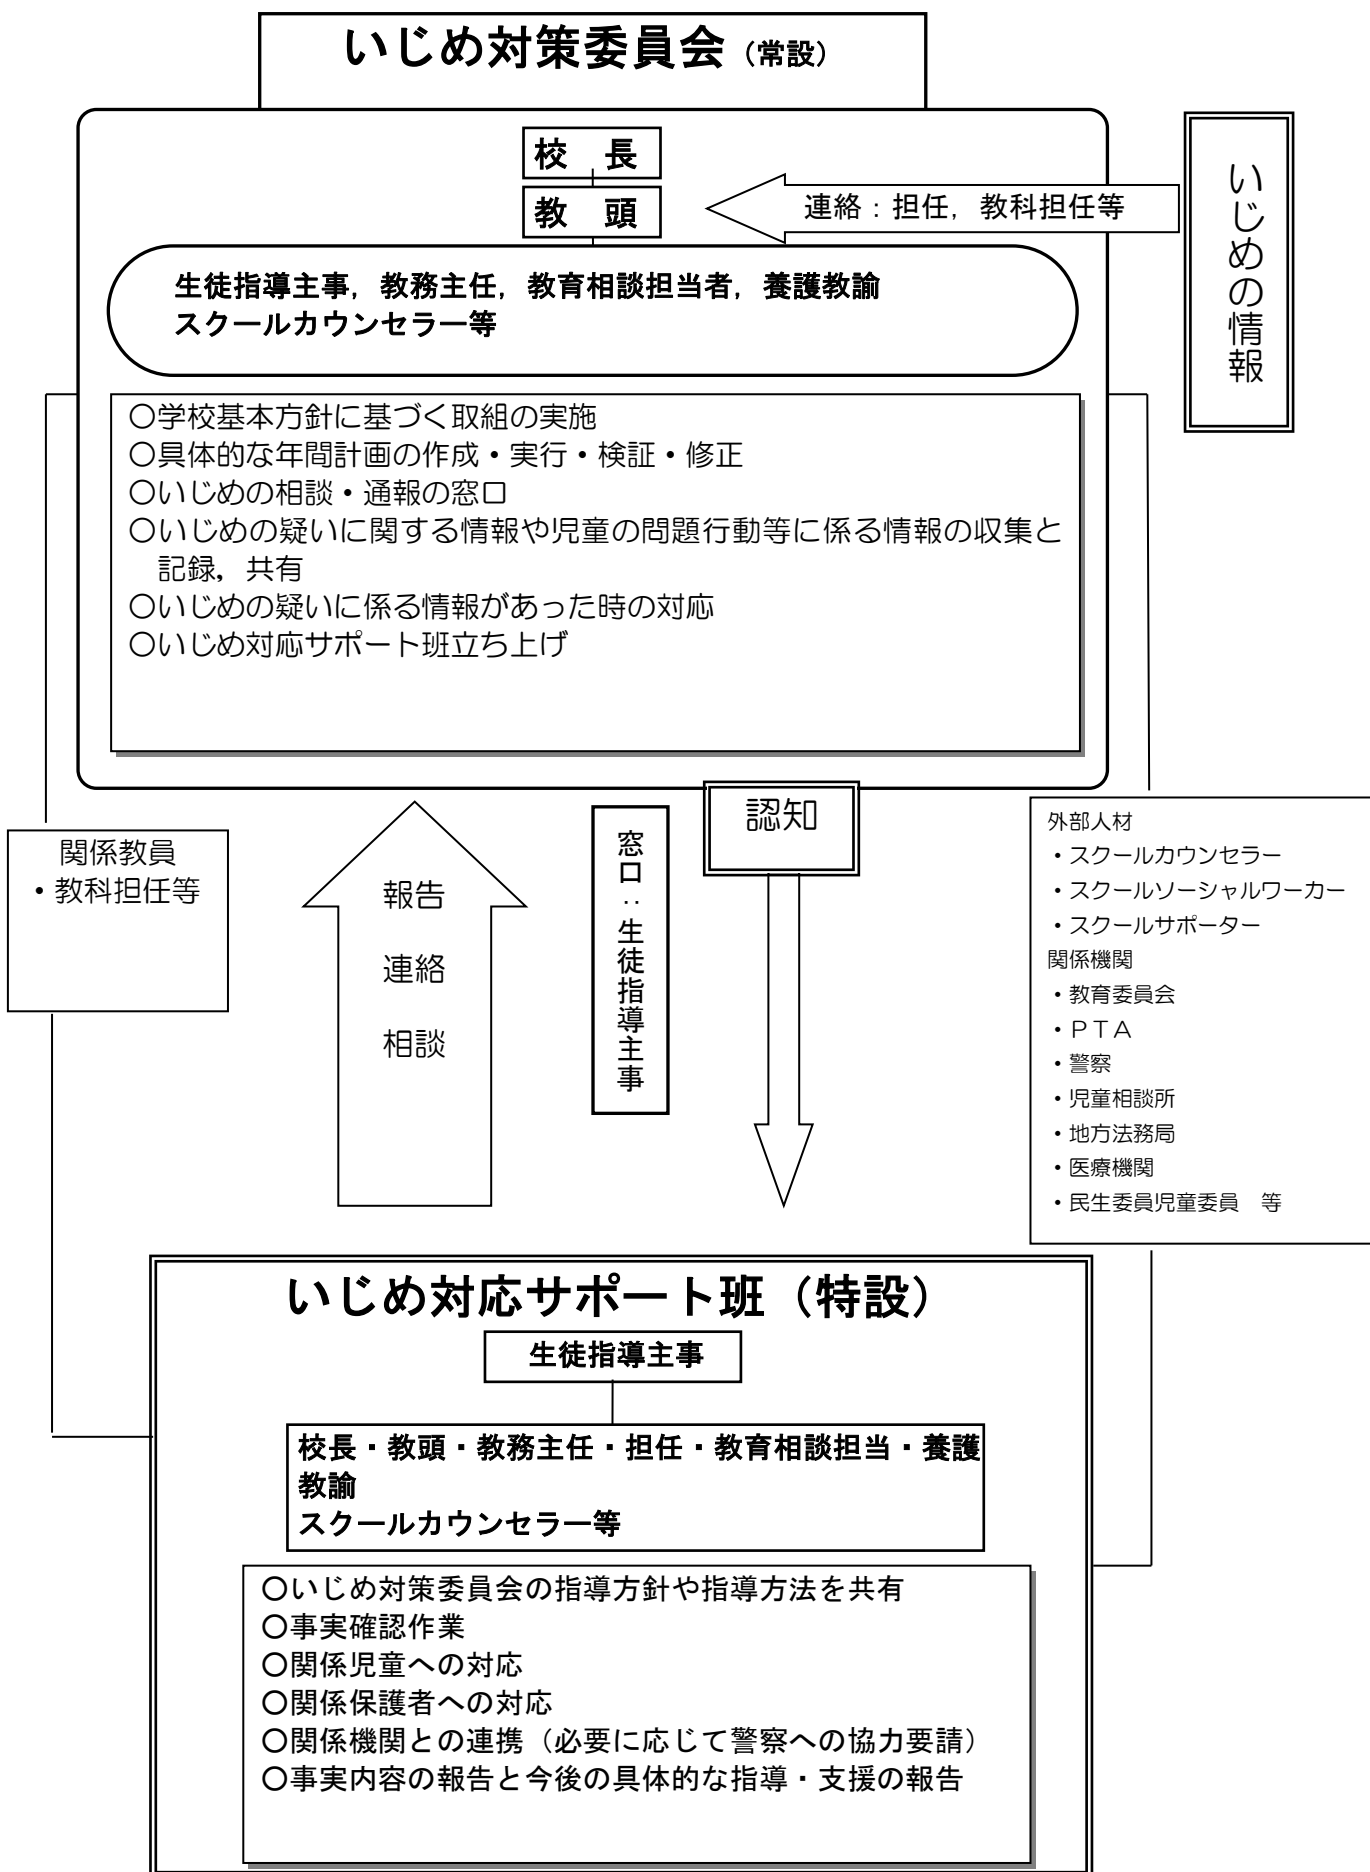 いじめ対策委員会（常設）
校　長
教　頭
連絡：担任，教科担任等
いじめの情報
生徒指導主事，教務主任，教育相談担当者，養護教諭
スクールカウンセラー等
○学校基本方針に基づく取組の実施
○具体的な年間計画の作成・実行・検証・修正
○いじめの相談・通報の窓口
○いじめの疑いに関する情報や児童の問題行動等に係る情報の収集と
記録，共有
○いじめの疑いに係る情報があった時の対応
○いじめ対応サポート班立ち上げ
関係教員
・教科担任等
報告
連絡
相談
窓口：生徒指導主事
認知
外部人材
・スクールカウンセラー
・スクールソーシャルワーカー
・スクールサポーター
関係機関
・教育委員会
・ＰＴＡ
・警察
・児童相談所
・地方法務局
・医療機関
・民生委員児童委員　等
いじめ対応サポート班（特設）
生徒指導主事
校長・教頭・教務主任・担任・教育相談担当・養護
教諭
スクールカウンセラー等
○いじめ対策委員会の指導方針や指導方法を共有
○事実確認作業
○関係児童への対応
○関係保護者への対応
○関係機関との連携（必要に応じて警察への協力要請）
○事実内容の報告と今後の具体的な指導・支援の報告